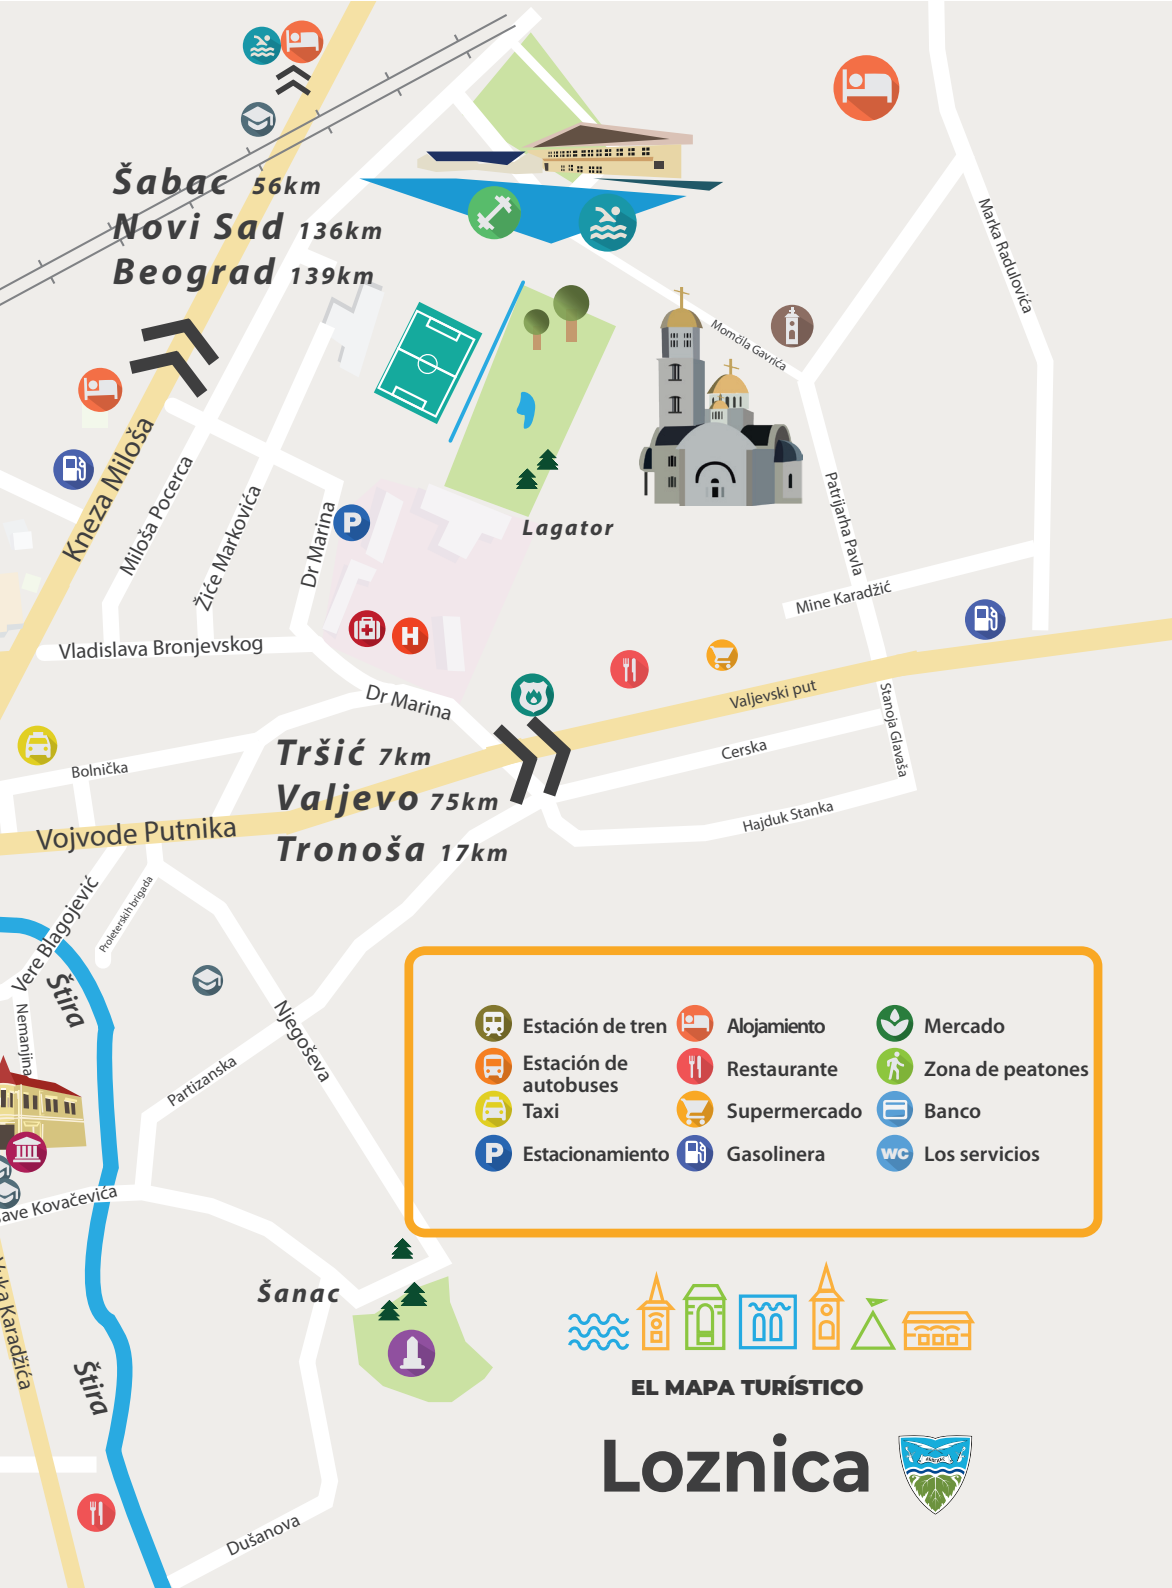 Šabac 56km
Novi Sad 136km
Beograd 139km
Marka Radulovića
Momčila Gavrića
Kneza Miloša
Miloša Pocerca
Žiće Markovića
Dr Marina
P
Lagator
Patrijarha Pavla
Mine Karadžić
H
Vladislava Bronjevskog
Dr Marina
Valjevski put
Stanoja Glavaša
Cerska
Bolnička
Tršić 7km
Valjevo 75km
Tronoša 17km
Hajduk Stanka
Vojvode Putnika
Vere Blagojević
Proleterskih brigada
Štira
Nemanjina
Njegoševa
Partizanska
ave Kovačevića
Vuka Karadžića
Štira
Šanac
Dušanova
Estación de tren
Estación de
autobuses
Taxi
P Estacionamiento
Alojamiento
Restaurante
Supermercado
Gasolinera
Mercado
Zona de peatones
Banco
WC Los servicios
EL MAPA TURÍSTICO
Loznica